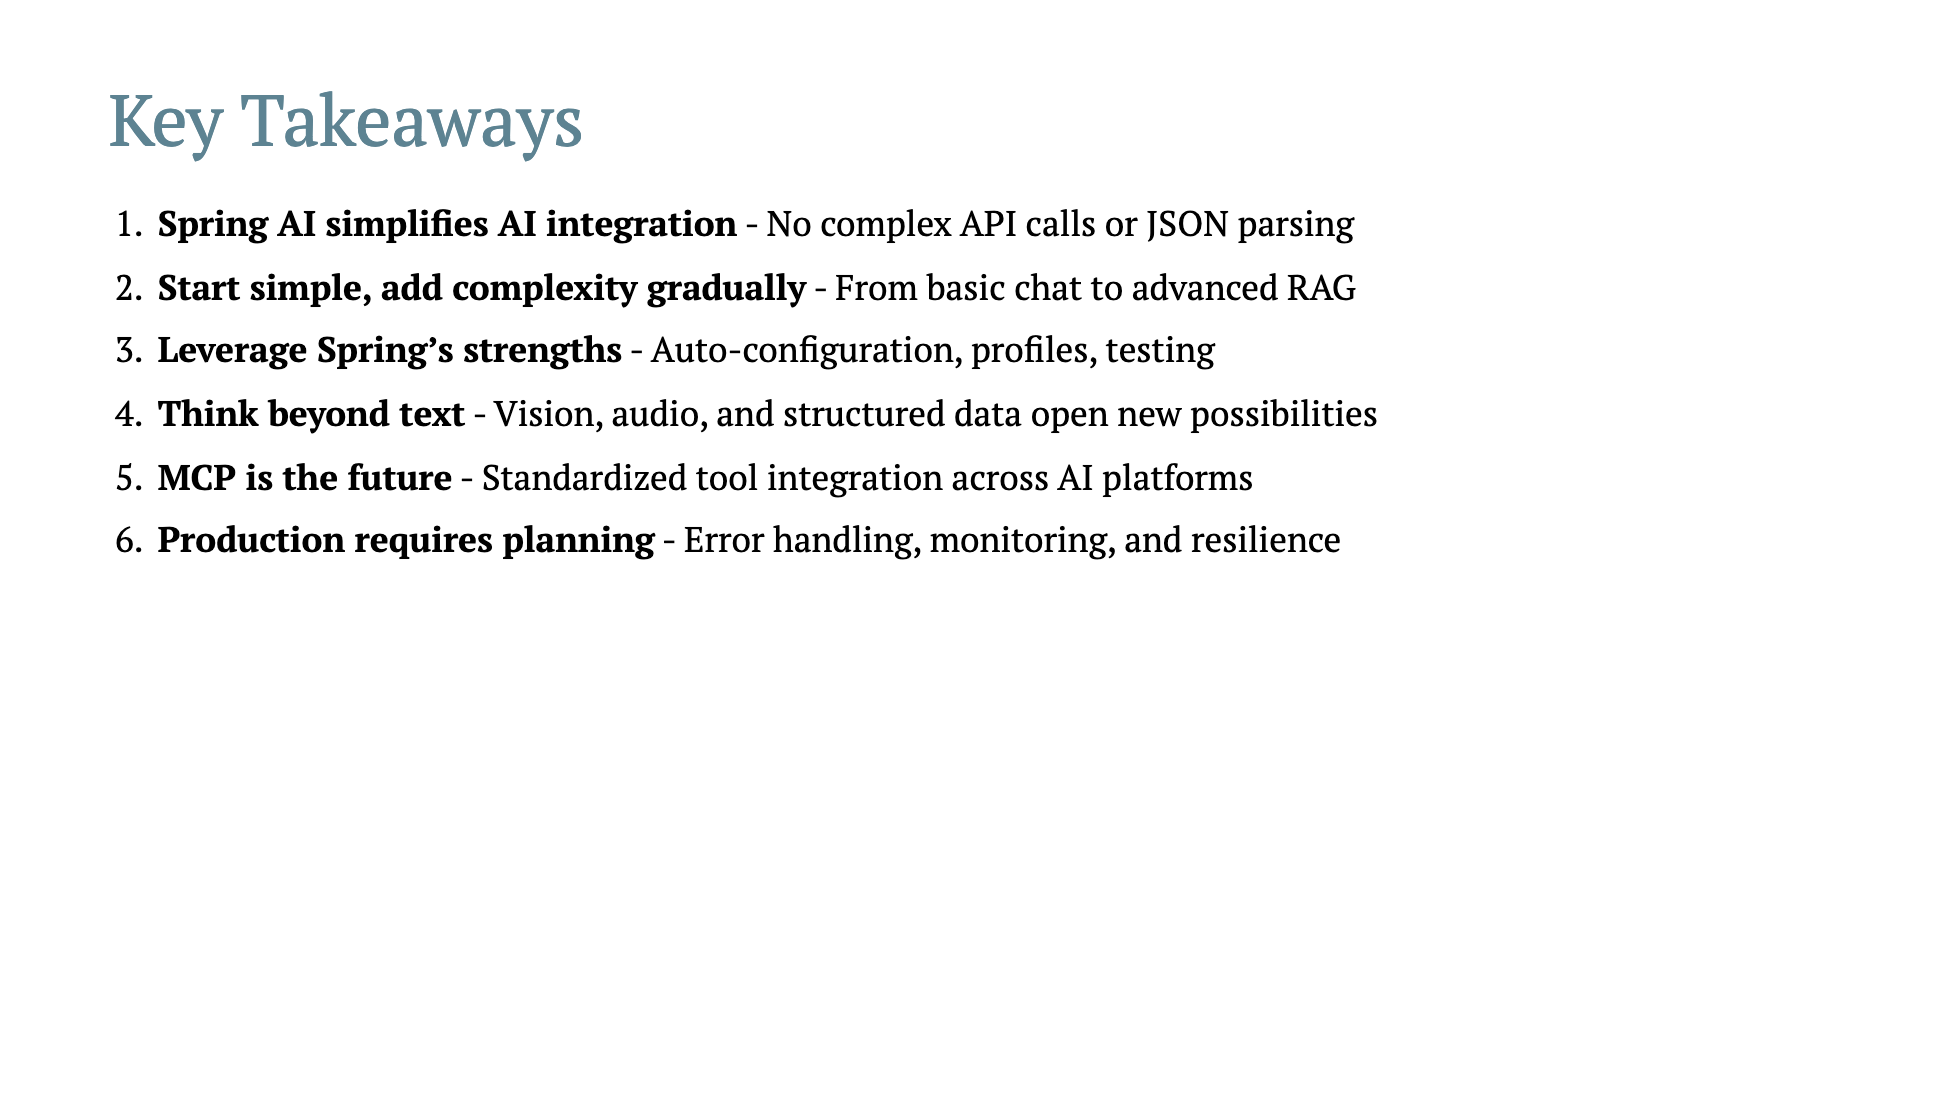 Key Takeaways
1. Spring AI simplifies AI integration - No complex API calls or JSON parsing
2. Start simple, add complexity gradually - From basic chat to advanced RAG
3. Leverage Spring’s strengths - Auto-configuration, profiles, testing
4. Think beyond text - Vision, audio, and structured data open new possibilities
5. MCP is the future - Standardized tool integration across AI platforms
6. Production requires planning - Error handling, monitoring, and resilience